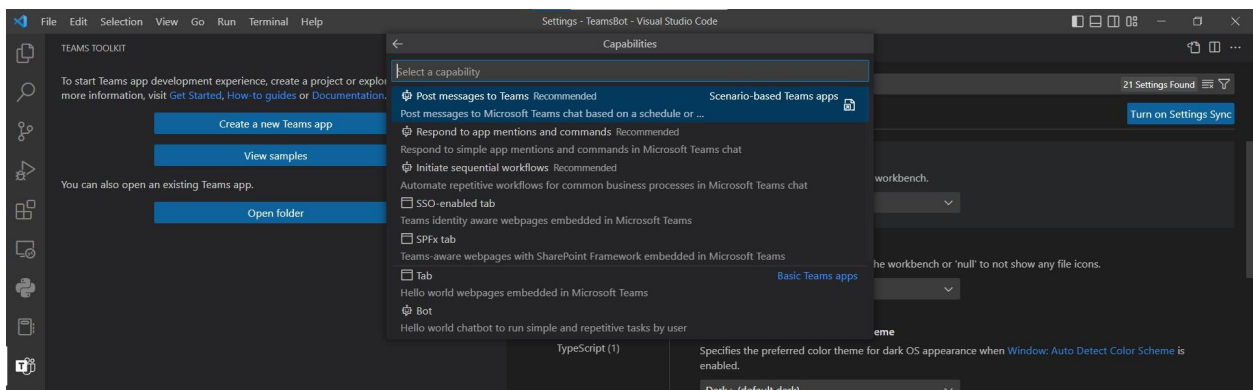 File Edit Selection View Go Run Terminal Help
Settings - TeamsBot - Visual Studio Code
TEAMS TOOLKIT
To start Teams app development experience, create a project or explor
more information, visit Get Started, How-to guides or Documentation.
Create a new Teams app
View samples
You can also open an existing Teams app.
Open folder
Capabilities
Select a capability
Post messages to Teams Recommended Scenario-based Teams apps
Post messages to Microsoft Teams chat based on a schedule or ...
Respond to app mentions and commands Recommended
Respond to simple app mentions and commands in Microsoft Teams chat
Initiate sequential workflows Recommended
Automate repetitive workflows for common business processes in Microsoft Teams chat
SSO-enabled tab
Teams identity aware webpages embedded in Microsoft Teams
SPFx tab
Teams-aware webpages with SharePoint Framework embedded in Microsoft Teams
Tab Basic Teams apps
Hello world webpages embedded in Microsoft Teams
Bot
Hello world chatbot to run simple and repetitive tasks by user
21 Settings Found
Turn on Settings Sync
workbench.
he workbench or 'null' to not show any file icons.
eme
TypeScript (1)
Specifies the preferred color theme for dark OS appearance when Window: Auto Detect Color Scheme is
enabled.
Dark+ (default dark)